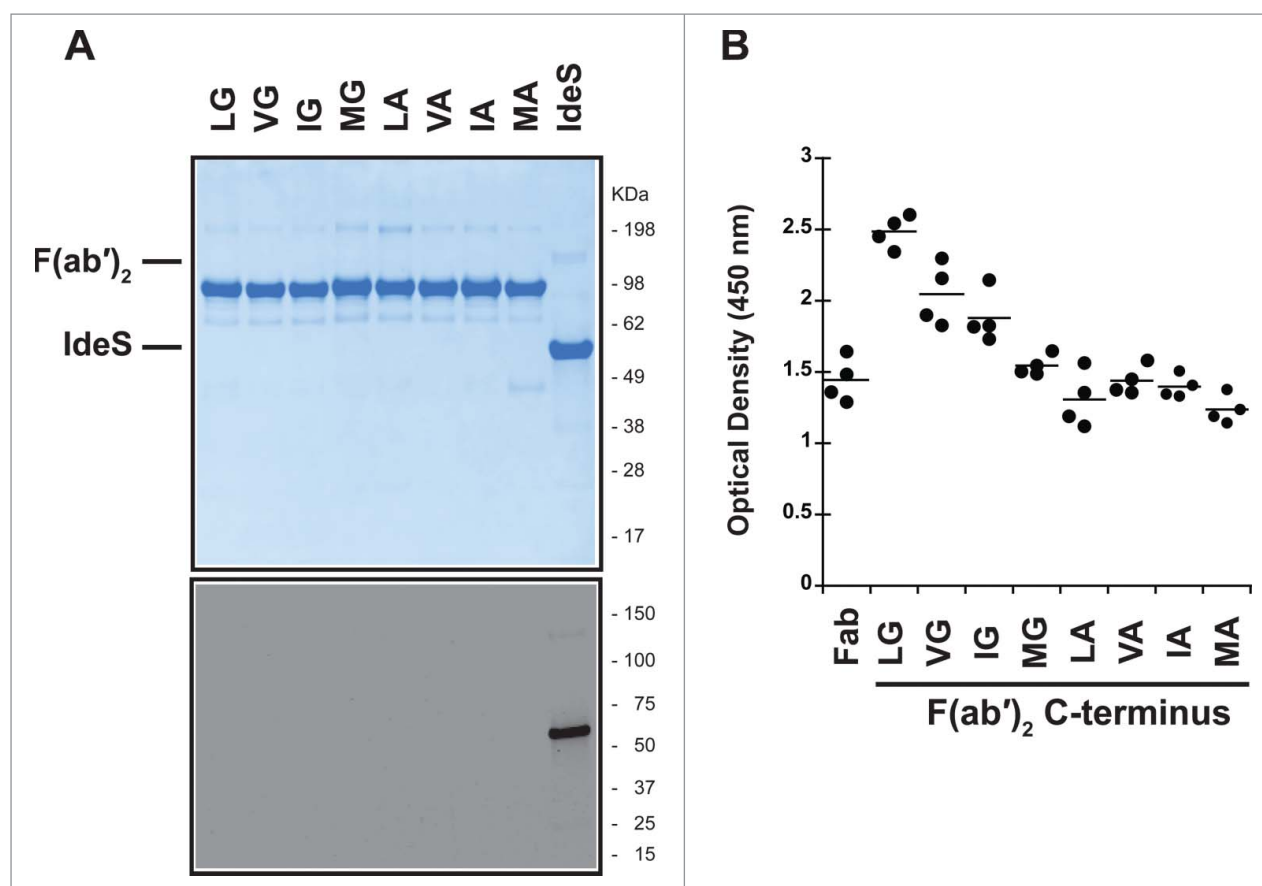 A
LG VG IG MG LA VA IA MA IdeS
KDa
- 198
F(ab′)₂
- 98
- 62
IdeS
- 49
- 38
- 28
- 17
- 150
- 100
- 75
- 50
- 37
- 25
- 15
B
Optical Density (450 nm)
3
2.5
2
1.5
1
0.5
0
Fab LG VG IG MG LA VA IA MA
F(ab′)₂ C-terminus